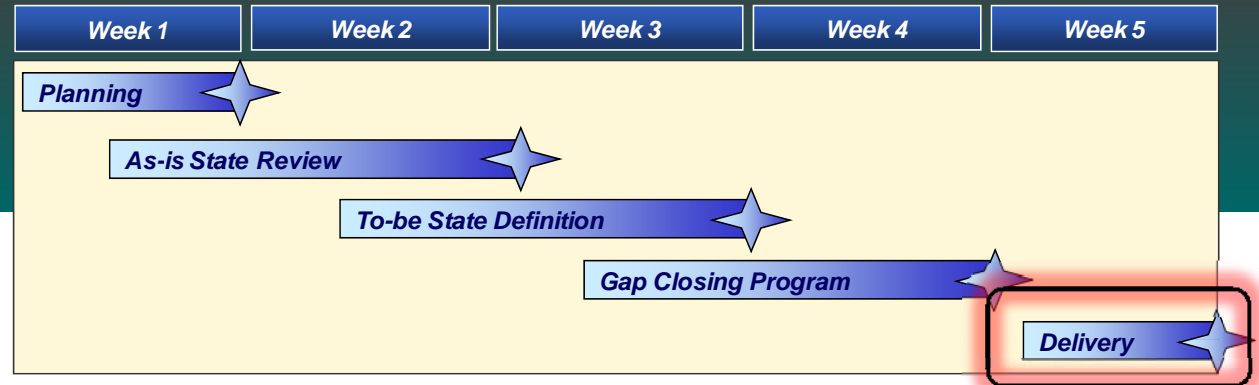 Week 1
Week 2
Week 3
Week 4
Week 5
Planning
As-is State Review
To-be State Definition
Gap Closing Program
Delivery